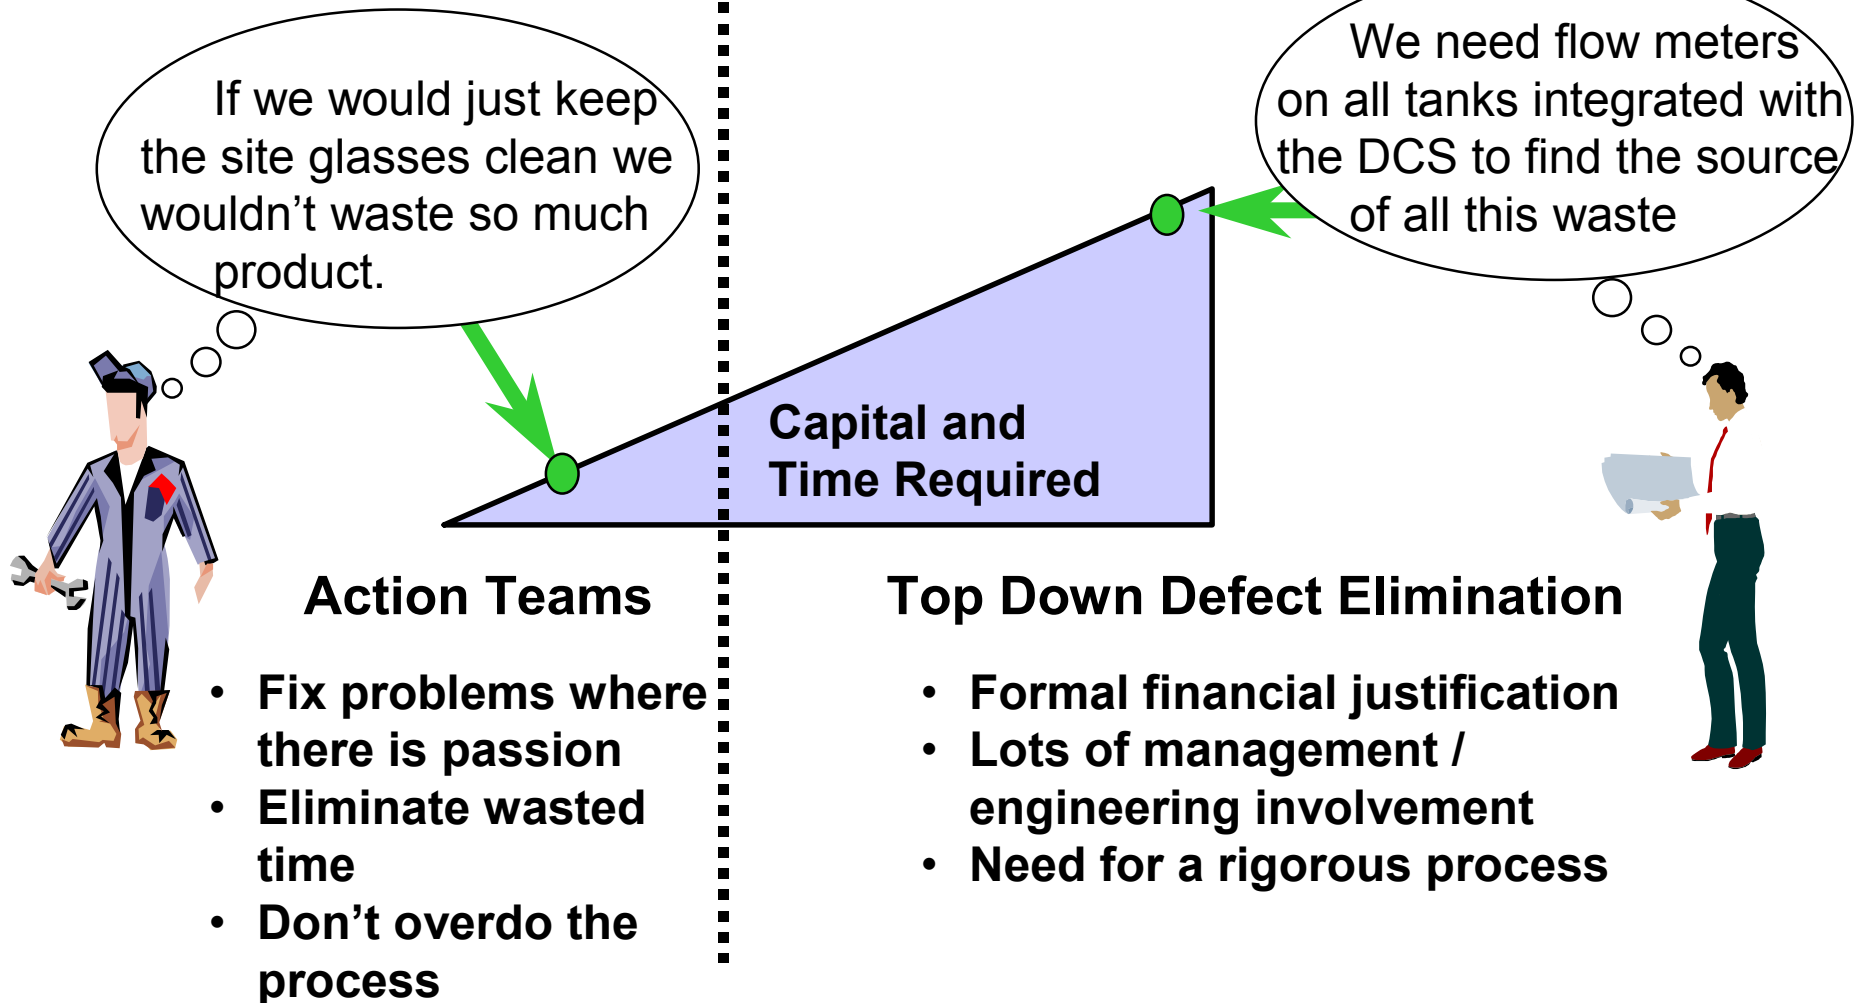 If we would just keep
the site glasses clean we
wouldn’t waste so much
product.
We need flow meters
on all tanks integrated with
the DCS to find the source
of all this waste
Capital and
Time Required
Action Teams
• Fix problems where
there is passion
• Eliminate wasted
time
• Don’t overdo the
process
Top Down Defect Elimination
• Formal financial justification
• Lots of management /
engineering involvement
• Need for a rigorous process